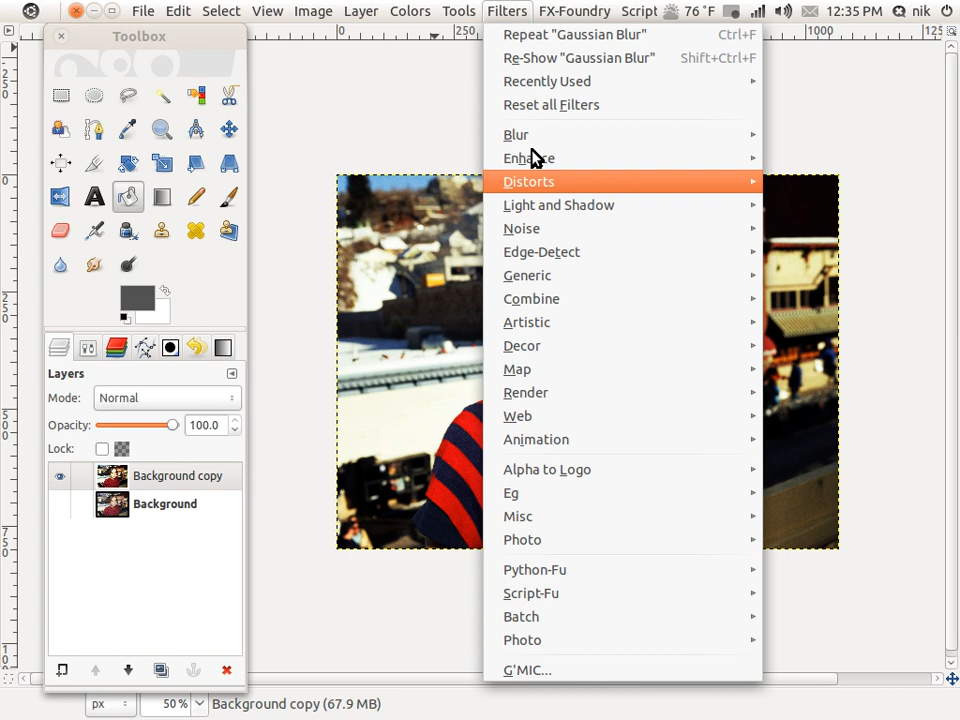 File Edit Select View Image Layer Colors Tools Filters FX-Foundry Script 76 °F 12:35 PM nik
Toolbox
0 250 1000 125
Repeat "Gaussian Blur" Ctrl+F
Re-Show "Gaussian Blur" Shift+Ctrl+F
Recently Used
Reset all Filters
Blur
Enhance
Distorts
Light and Shadow
Noise
Edge-Detect
Generic
Combine
Artistic
Decor
Map
Render
Web
Animation
Alpha to Logo
Eg
Misc
Photo
Python-Fu
Script-Fu
Batch
Photo
G'MIC...
Layers
Mode: Normal
Opacity: 100.0
Lock:
Background copy
Background
px 50 % Background copy (67.9 MB)